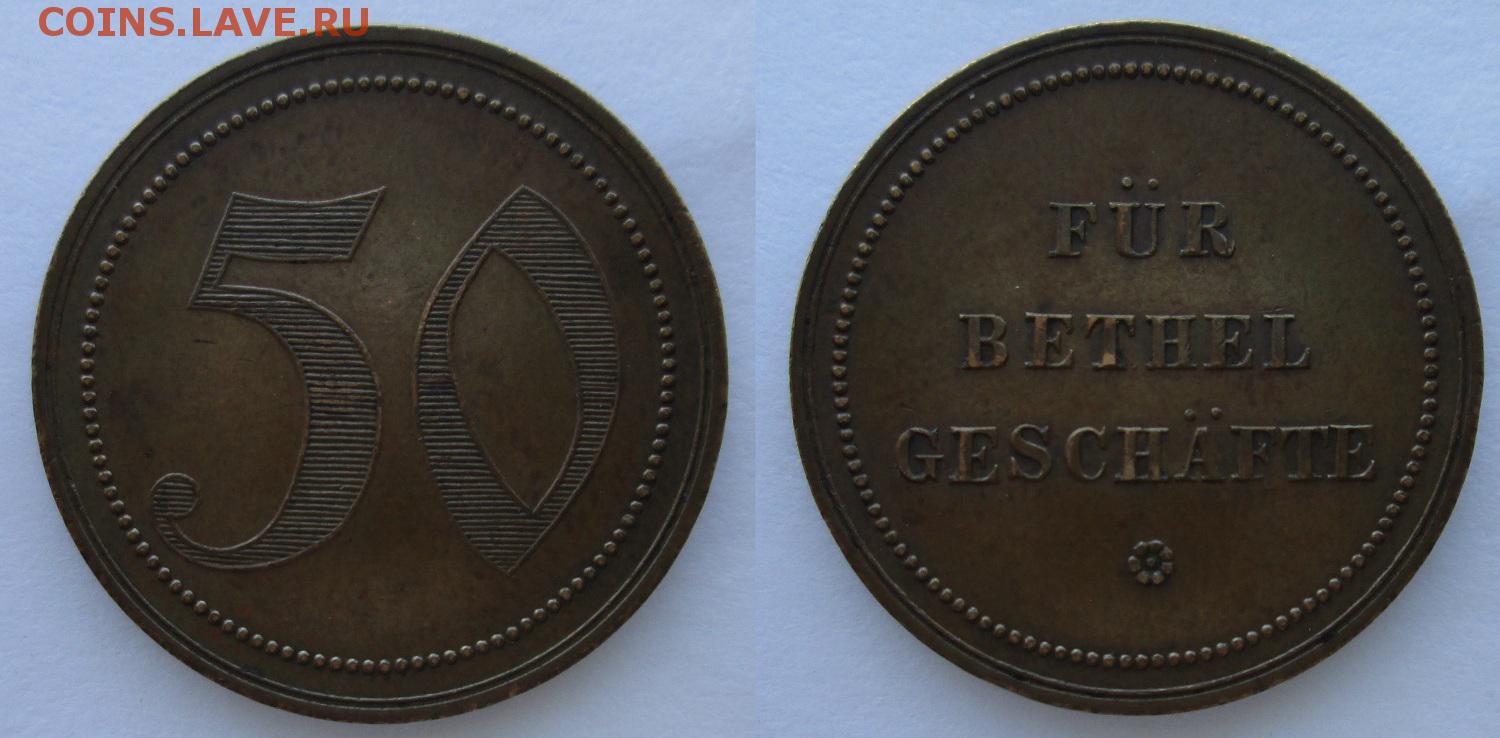 COINS.LAVE.RU
50
FÜR
BETHEL
GESCHÄFTE